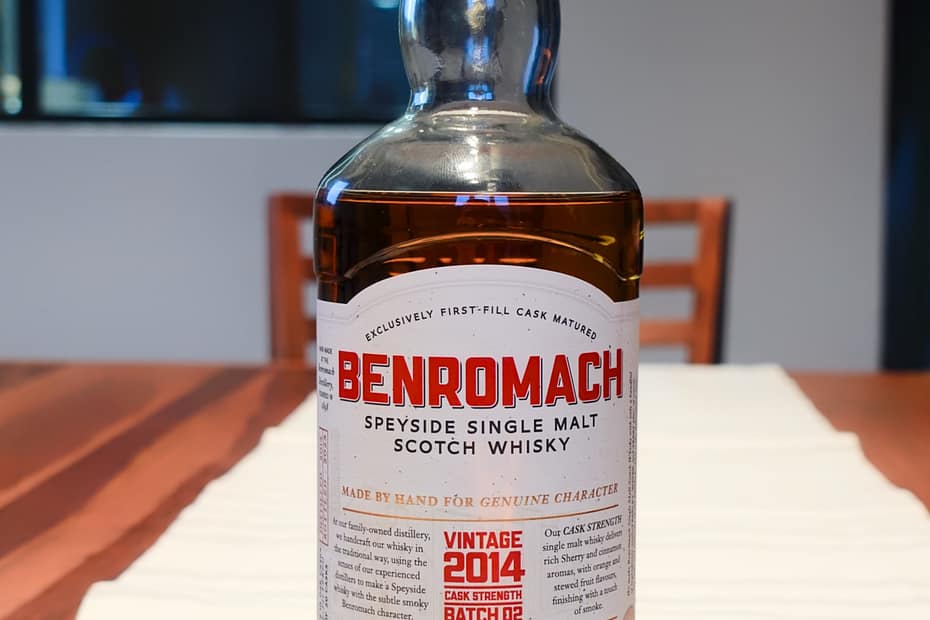 EXCLUSIVELY FIRST-FILL CASK MATURED
BENROMACH
SPEYSIDE SINGLE MALT
SCOTCH WHISKY
MADE BY HAND FOR GENUINE CHARACTER
At our family-owned distillery,
we handcraft our whisky in
the traditional way, using the
senses of our experienced
distillers to make a Speyside
whisky with the subtle smoky
Benromach character.
VINTAGE
2014
CASK STRENGTH
BATCH 02
Our CASK STRENGTH
single malt whisky delivers
rich Sherry and cinnamon
aromas, with orange and
stewed fruit flavours,
finishing with a touch
of smoke.